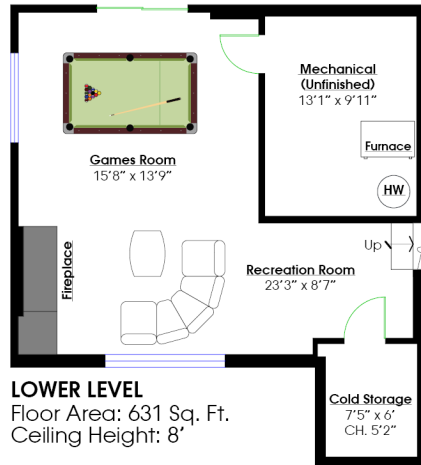 Mechanical
(Unfinished)
13'1" x 9'11"
Furnace
HW
Games Room
15'8" x 13'9"
Fireplace
Up
Recreation Room
23'3" x 8'7"
Cold Storage
7'5" x 6'
CH. 5'2"
LOWER LEVEL
Floor Area: 631 Sq. Ft.
Ceiling Height: 8'